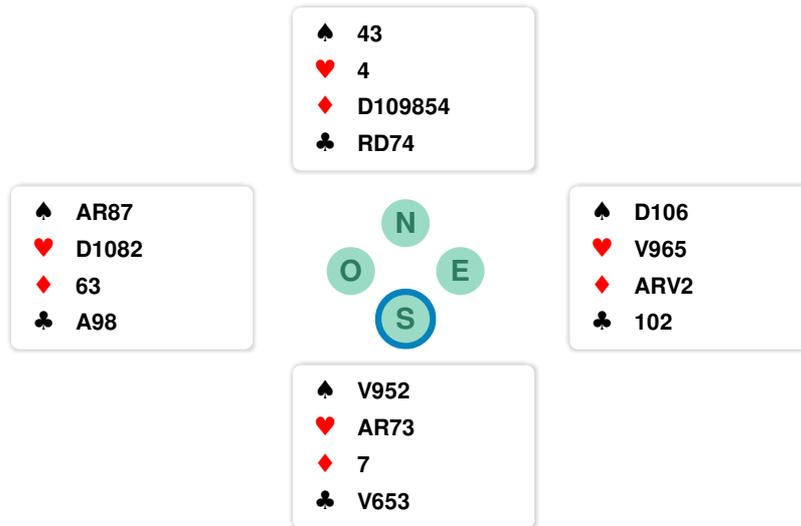 ♠ 43
♥ 4
♦ D109854
♣ RD74
♠ AR87
♥ D1082
♦ 63
♣ A98
N
O E
S
♠ D106
♥ V965
♦ ARV2
♣ 102
♠ V952
♥ AR73
♦ 7
♣ V653